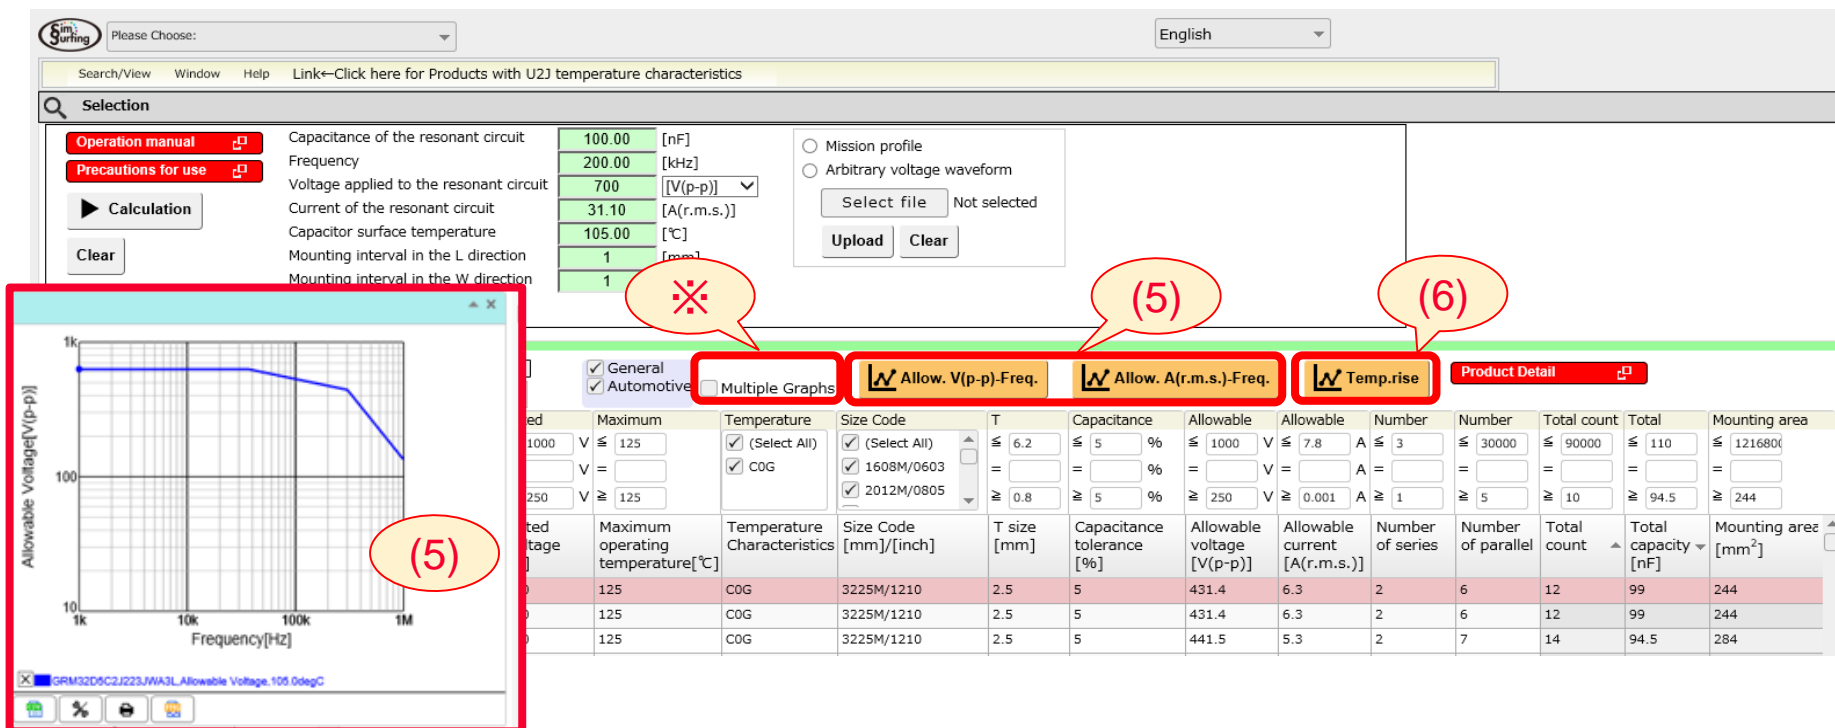 Sim Surfing
Please Choose:
English
Search/View Window Help Link←Click here for Products with U2J temperature characteristics
Selection
Operation manual
Precautions for use
Calculation
Clear
Capacitance of the resonant circuit 100.00 [nF]
Frequency 200.00 [kHz]
Voltage applied to the resonant circuit 700 [V(p-p)]
Current of the resonant circuit 31.10 [A(r.m.s.)]
Capacitor surface temperature 105.00 [℃]
Mounting interval in the L direction 1 [mm]
Mounting interval in the W direction 1
Mission profile
Arbitrary voltage waveform
Select file Not selected
Upload Clear
※
(5)
(6)
General
Automotive
Multiple Graphs
Allow. V(p-p)-Freq.
Allow. A(r.m.s.)-Freq.
Temp.rise
Product Detail
ed Maximum Temperature Size Code T Capacitance Allowable Allowable Number Number Total count Total Mounting area
1000 V ≦ 125 (Select All) (Select All) ≦ 6.2 ≦ 5 % ≦ 1000 V ≦ 7.8 A ≦ 3 ≦ 30000 ≦ 90000 ≦ 110 ≦ 121680
V = C0G 1608M/0603 = = % = V = A = = = = =
250 V ≧ 125 2012M/0805 ≧ 0.8 ≧ 5 % ≧ 250 V ≧ 0.001 A ≧ 1 ≧ 5 ≧ 10 ≧ 94.5 ≧ 244
ted Maximum Temperature Size Code T size Capacitance Allowable Allowable Number Number Total Total Mounting area
ltage operating Characteristics [mm]/[inch] [mm] tolerance voltage current of series of parallel count capacity [mm²]
] temperature[℃] [%] [V(p-p)] [A(r.m.s.)] [nF]
125 C0G 3225M/1210 2.5 5 431.4 6.3 2 6 12 99 244
125 C0G 3225M/1210 2.5 5 431.4 6.3 2 6 12 99 244
125 C0G 3225M/1210 2.5 5 441.5 5.3 2 7 14 94.5 284
1k
100
10
Allowable Voltage[V(p-p)]
1k 10k 100k 1M
Frequency[Hz]
(5)
GRM32D5C2J223JWA3L,Allowable Voltage,105.0degC